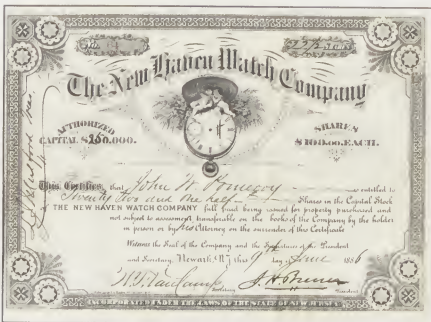 The New Haven Watch Company
AUTHORIZED
CAPITAL $150,000.
SHARES
$100.00. EACH.
This Certifies, that John W Pomeroy is entitled to
Twenty two and one half Shares in the Capital Stock
of THE NEW HAVEN WATCH COMPANY full paid being issued for property purchased and
not subject to assessment transferable on the books of the Company by the holder
in person or by his Attorney on the surrender of this Certificate
Witness the Seal of the Company and the Signatures of the President
and Secretary, Newark, N.J. this 9th day June 1886
Secretary
President
INCORPORATED UNDER THE LAWS OF THE STATE OF NEW JERSEY